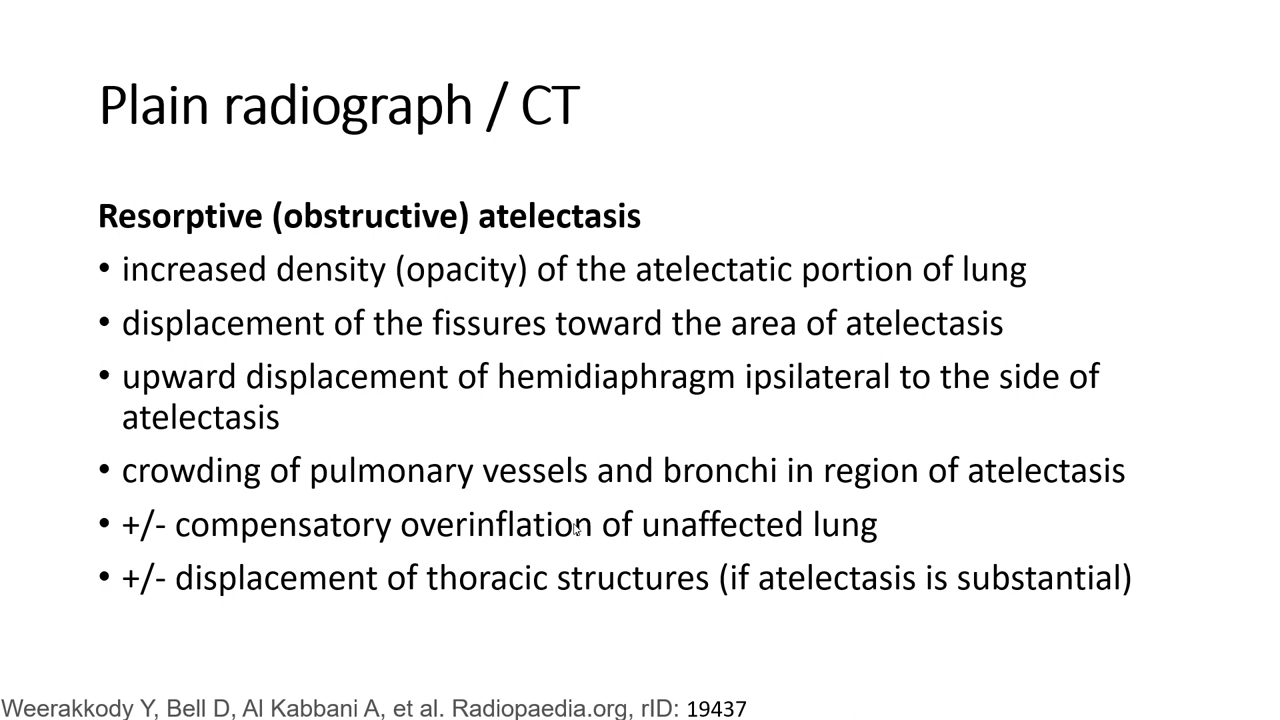 Plain radiograph / CT
Resorptive (obstructive) atelectasis
• increased density (opacity) of the atelectatic portion of lung
• displacement of the fissures toward the area of atelectasis
• upward displacement of hemidiaphragm ipsilateral to the side of
atelectasis
• crowding of pulmonary vessels and bronchi in region of atelectasis
• +/- compensatory overinflation of unaffected lung
• +/- displacement of thoracic structures (if atelectasis is substantial)
Weerakkody Y, Bell D, Al Kabbani A, et al. Radiopaedia.org, rID: 19437